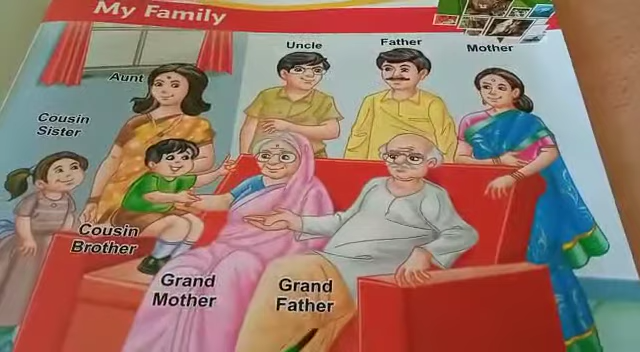 My Family
Uncle
Father
Mother
Aunt
Cousin
Sister
Cousin
Brother
Grand
Mother
Grand
Father